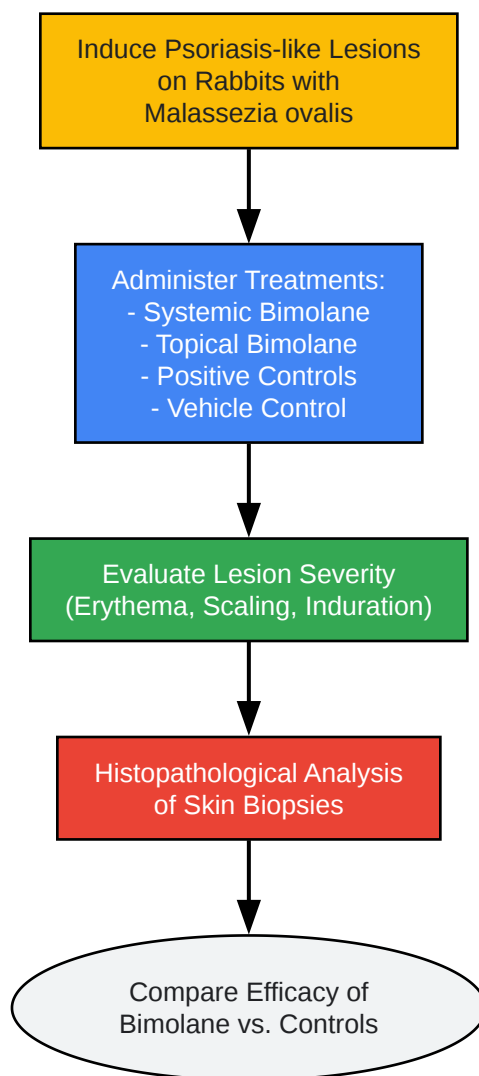 Induce Psoriasis-like Lesions
on Rabbits with
Malassezia ovalis
Administer Treatments:
- Systemic Bimolane
- Topical Bimolane
- Positive Controls
- Vehicle Control
Evaluate Lesion Severity
(Erythema, Scaling, Induration)
Histopathological Analysis
of Skin Biopsies
Compare Efficacy of
Bimolane vs. Controls